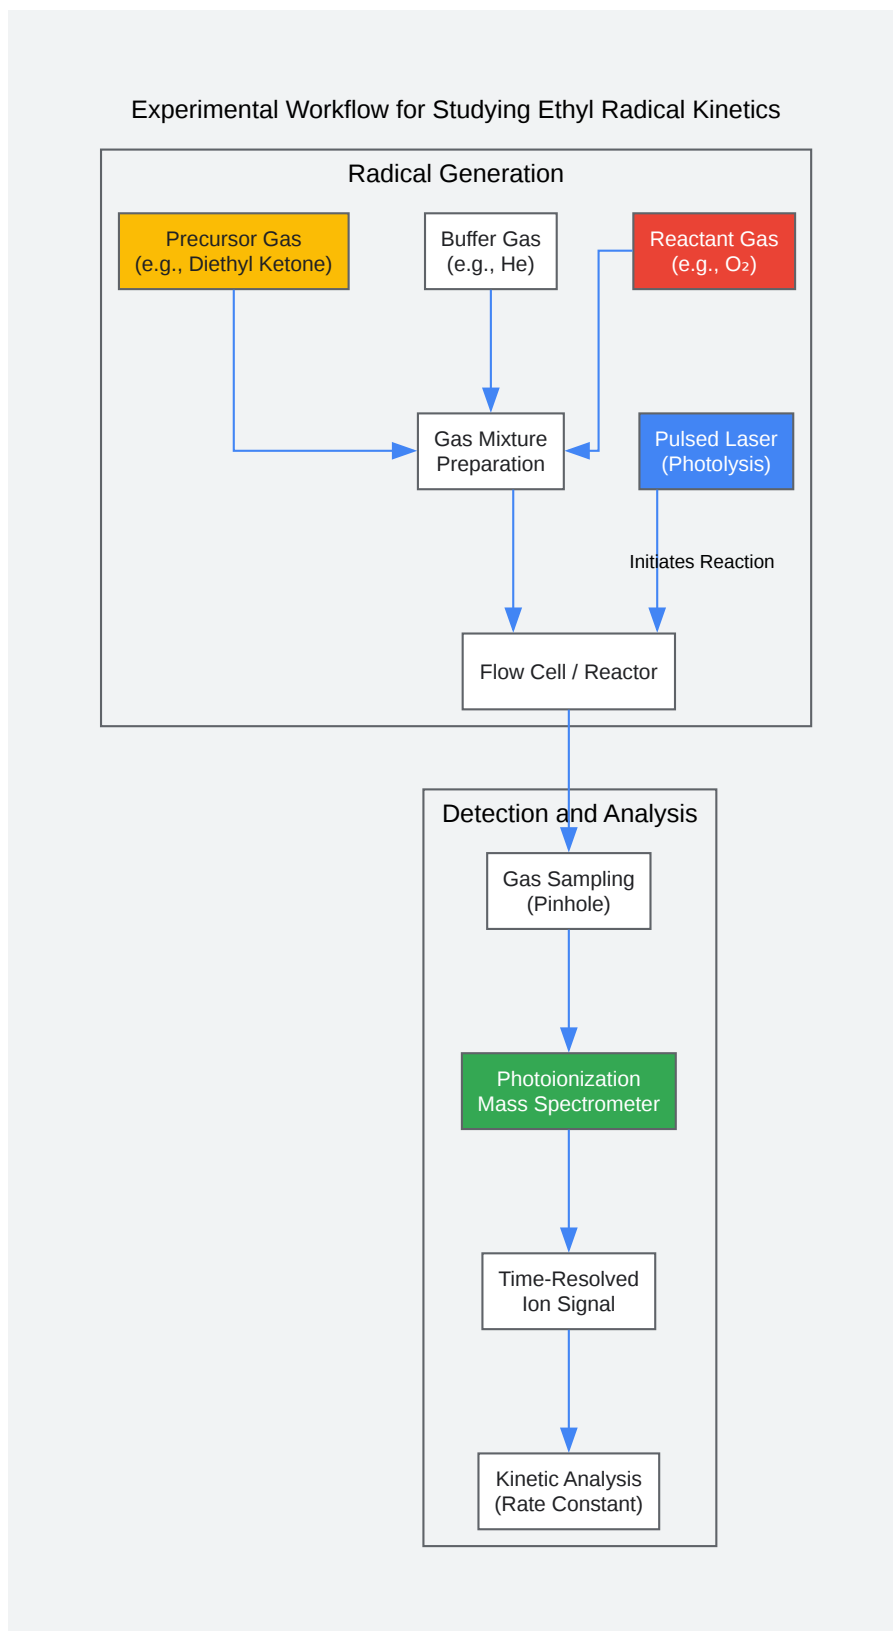 Experimental Workflow for Studying Ethyl Radical Kinetics
Radical Generation
Precursor Gas
(e.g., Diethyl Ketone)
Buffer Gas
(e.g., He)
Reactant Gas
(e.g., O₂)
Gas Mixture
Preparation
Pulsed Laser
(Photolysis)
Initiates Reaction
Flow Cell / Reactor
Detection and Analysis
Gas Sampling
(Pinhole)
Photoionization
Mass Spectrometer
Time-Resolved
Ion Signal
Kinetic Analysis
(Rate Constant)